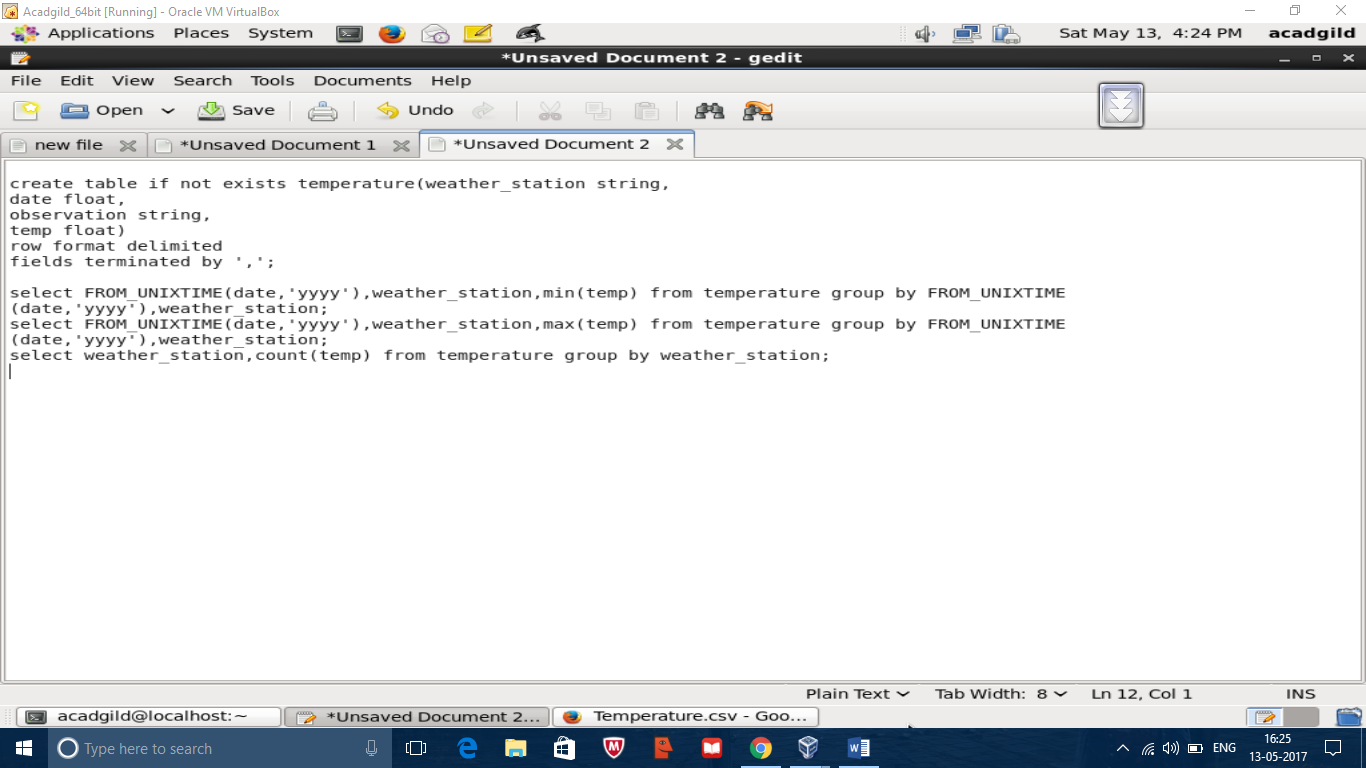 Acadgild_64bit [Running] - Oracle VM VirtualBox
Applications Places System Sat May 13, 4:24 PM acadgild
*Unsaved Document 2 - gedit
File Edit View Search Tools Documents Help
Open Save Undo
new file *Unsaved Document 1 *Unsaved Document 2
create table if not exists temperature(weather_station string,
date float,
observation string,
temp float)
row format delimited
fields terminated by ',';
select FROM_UNIXTIME(date,'yyyy'),weather_station,min(temp) from temperature group by FROM_UNIXTIME
(date,'yyyy'),weather_station;
select FROM_UNIXTIME(date,'yyyy'),weather_station,max(temp) from temperature group by FROM_UNIXTIME
(date,'yyyy'),weather_station;
select weather_station,count(temp) from temperature group by weather_station;
Plain Text Tab Width: 8 Ln 12, Col 1 INS
acadgild@localhost:~ *Unsaved Document 2... Temperature.csv - Goo...
Type here to search ENG 16:25
13-05-2017